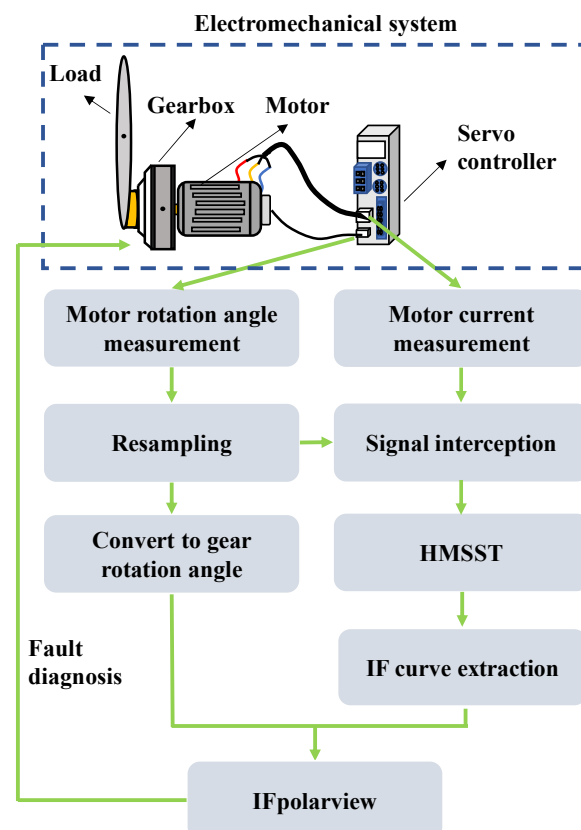 Electromechanical system
Load
Gearbox
Motor
Servo
controller
Motor rotation angle
measurement
Motor current
measurement
Resampling
Signal interception
Convert to gear
rotation angle
HMSST
Fault
diagnosis
IF curve extraction
IFpolarview